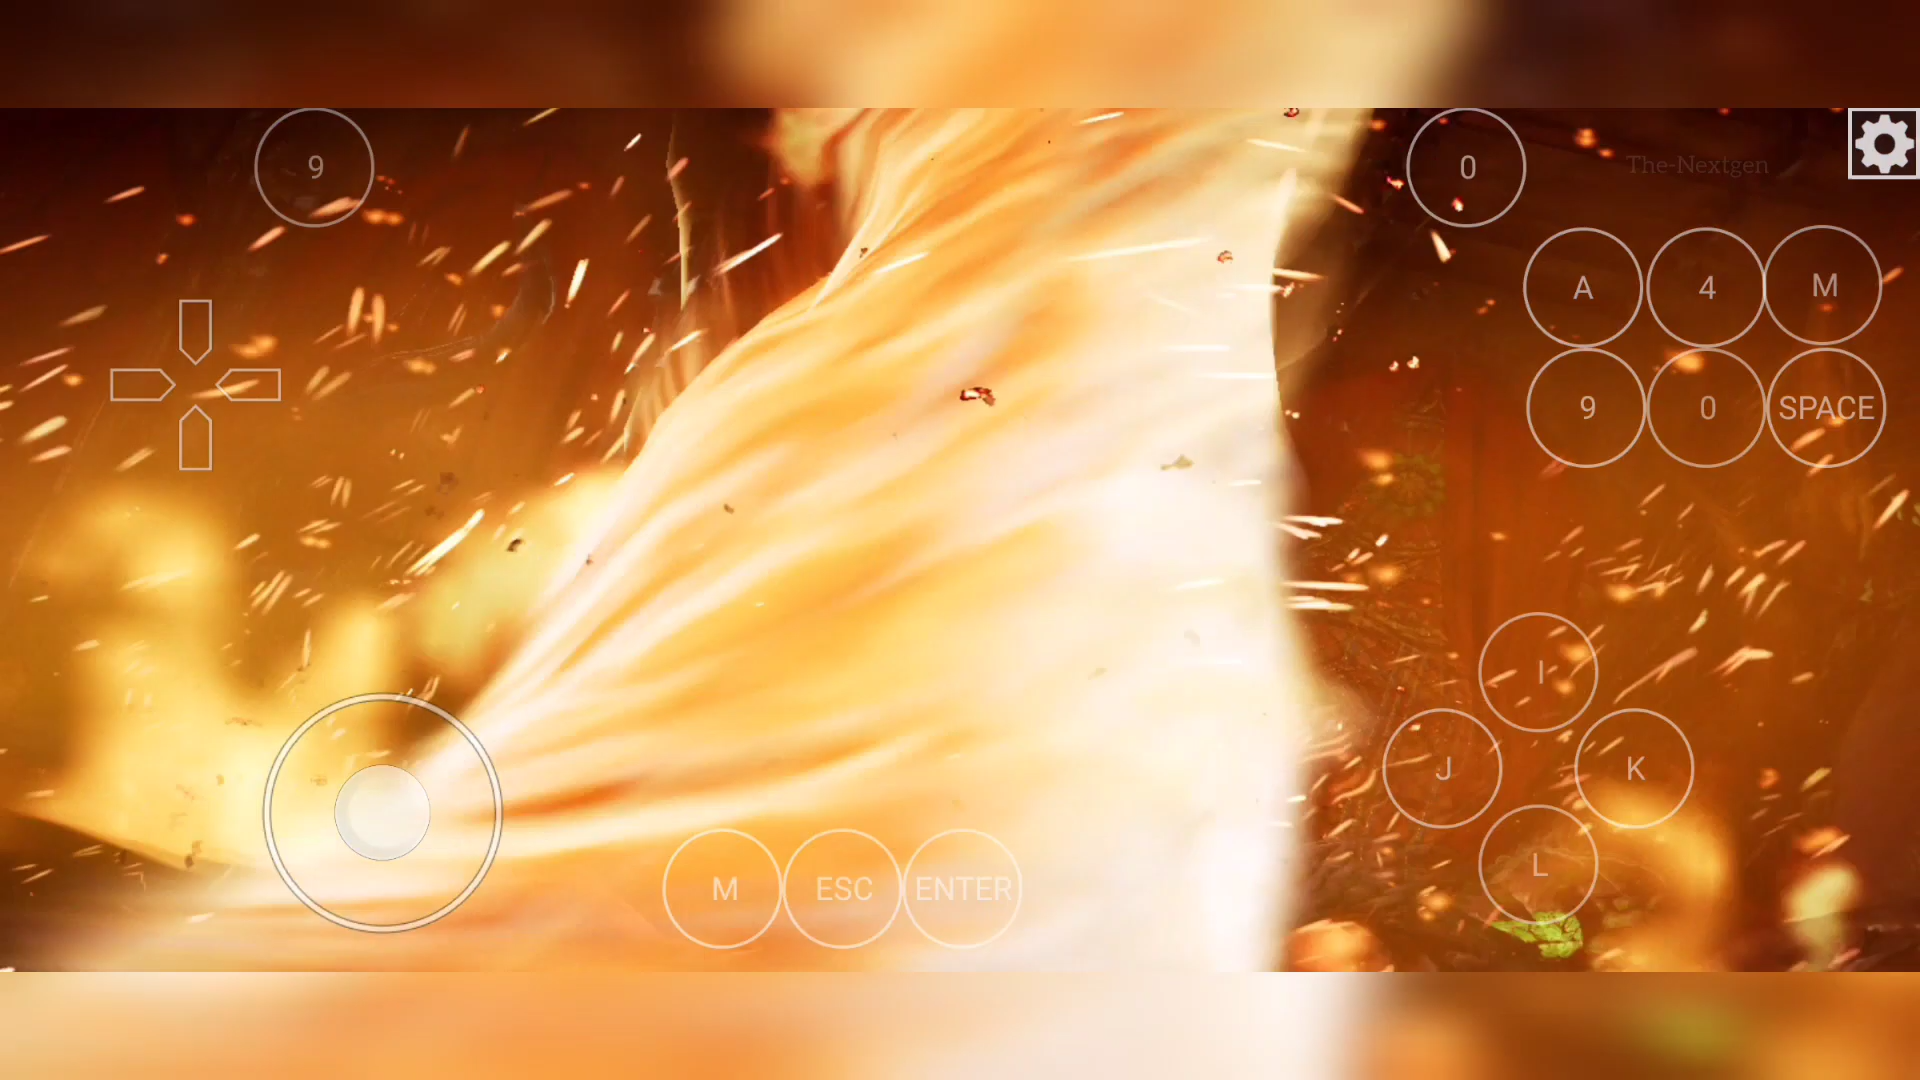 9
0
The-Nextgen
A 4 M
9 0 SPACE
I
J K
L
M ESC ENTER